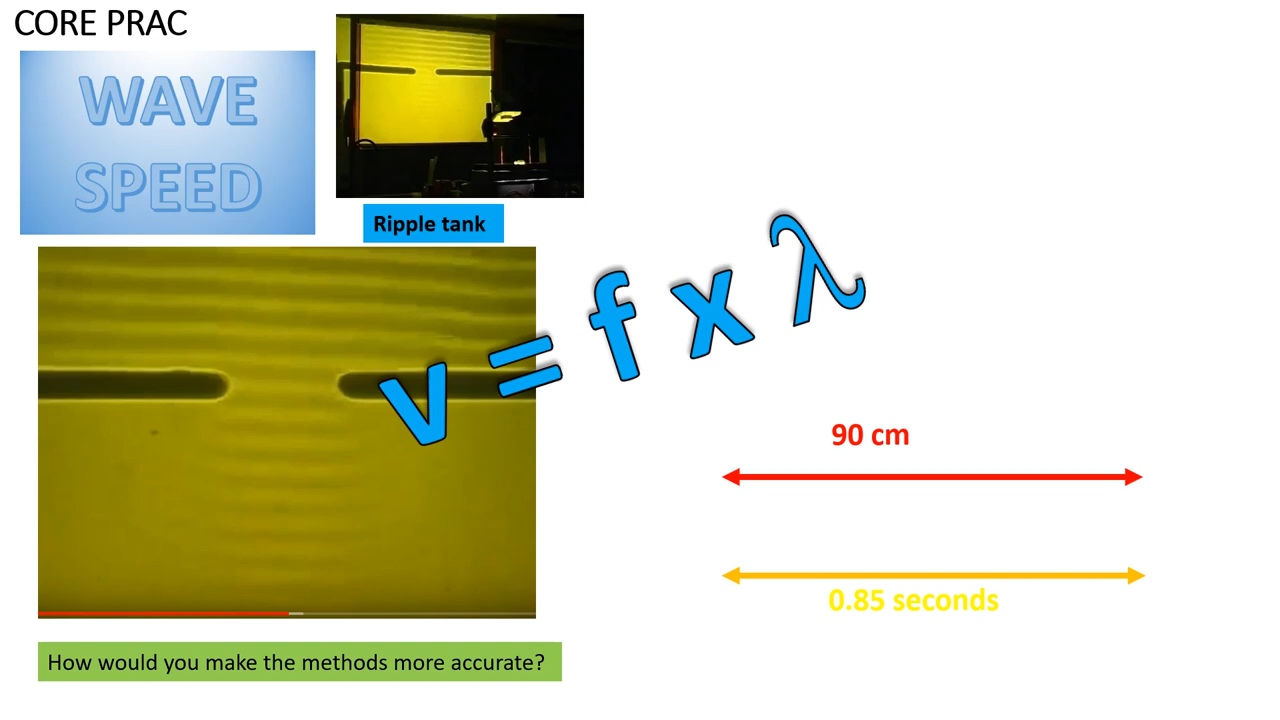 CORE PRAC
WAVE
SPEED
Ripple tank
v = f x λ
90 cm
0.85 seconds
How would you make the methods more accurate?